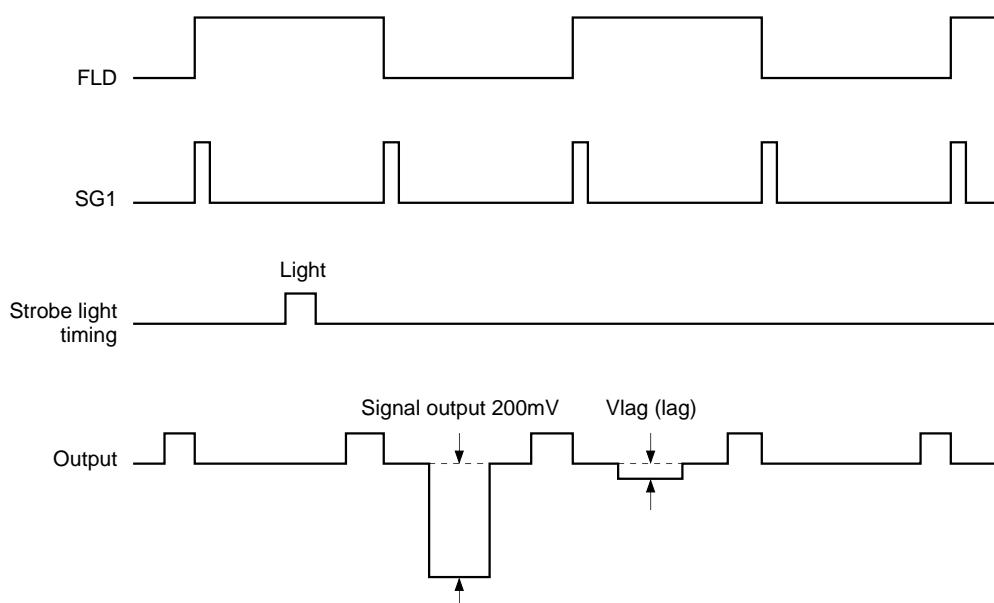 FLD
SG1
Light
Strobe light
timing
Signal output 200mV
Vlag (lag)
Output